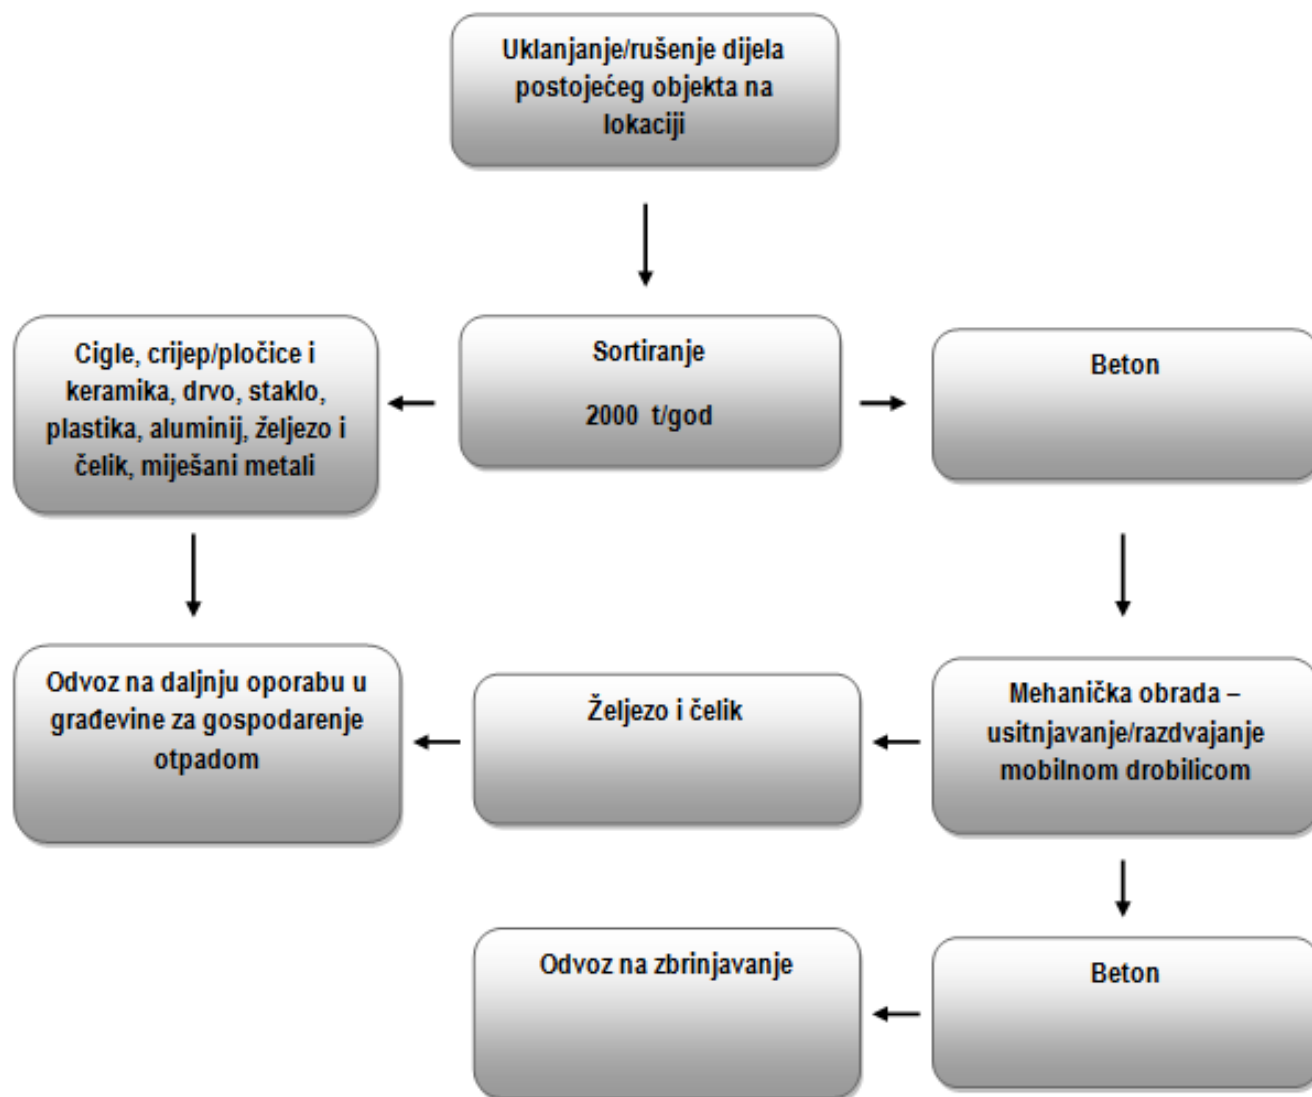 Uklanjanje/rušenje dijela
postojećeg objekta na
lokaciji
Cigle, crijep/pločice i
keramika, drvo, staklo,
plastika, aluminij, željezo i
čelik, miješani metali
Sortiranje
2000 t/god
Beton
Odvoz na daljnju oporabu u
građevine za gospodarenje
otpadom
Željezo i čelik
Mehanička obrada –
usitnjavanje/razdvajanje
mobilnom drobilicom
Odvoz na zbrinjavanje
Beton